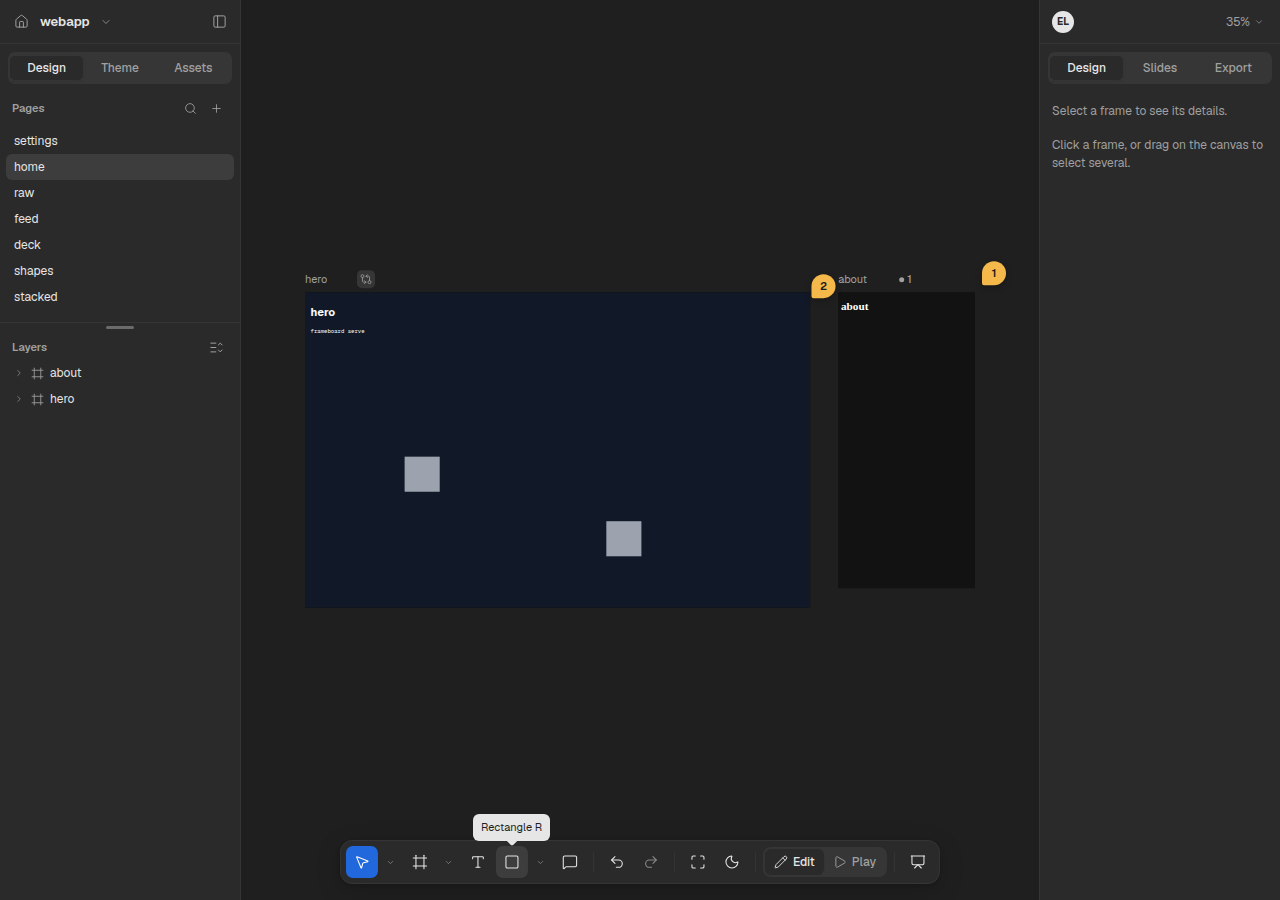 webapp
Design
Theme
Assets
Pages
settings
home
raw
feed
deck
shapes
stacked
Layers
about
hero
hero
2
about
1
1
hero
frameboard serve
about
Rectangle R
Edit
Play
EL
35%
Design
Slides
Export
Select a frame to see its details.
Click a frame, or drag on the canvas to
select several.